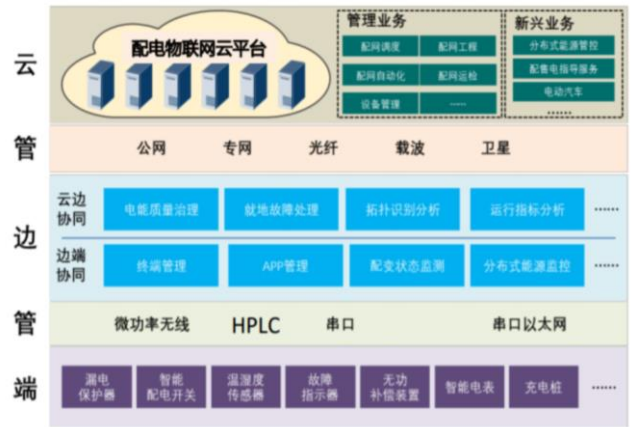 云
配电物联网云平台
管理业务
配网调度
配网工程
配网自动化
配网运检
设备管理
......
新兴业务
分布式能源管控
配售电指导服务
电动汽车
......
管
公网 专网 光纤 载波 卫星
边
云边
协同
电能质量治理
就地故障处理
拓扑识别分析
运行指标分析
......
边端
协同
终端管理
APP管理
配变状态监测
分布式能源监控
......
管
微功率无线 HPLC 串口 串口以太网
端
漏电
保护器
智能
配电开关
温湿度
传感器
故障
指示器
无功
补偿装置
智能电表
充电桩
......